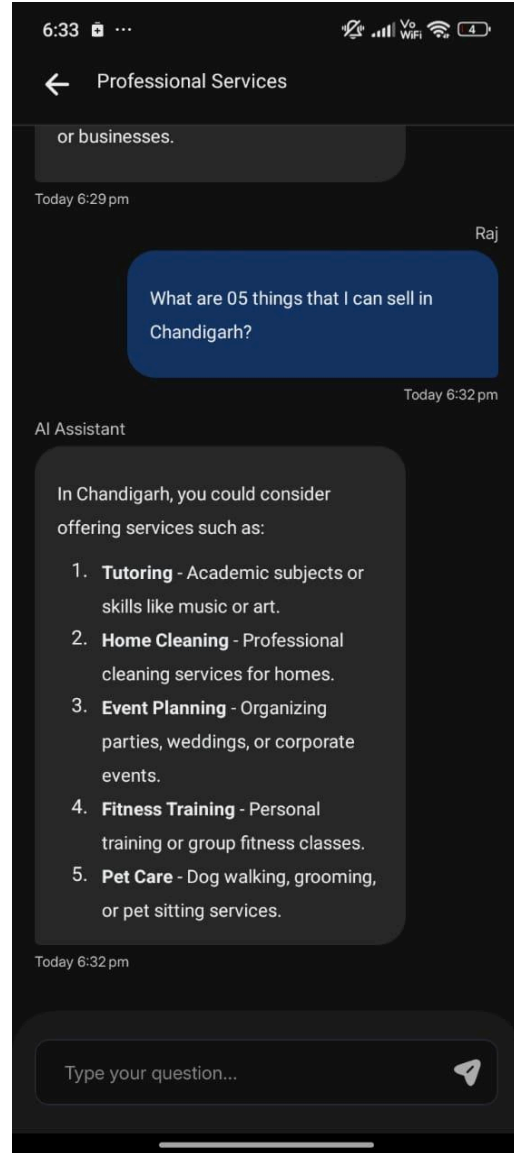 6:33 ...
Vo
WiFi
4
Professional Services
or businesses.
Today 6:29 pm
Raj
What are 05 things that I can sell in
Chandigarh?
Today 6:32 pm
AI Assistant
In Chandigarh, you could consider
offering services such as:
1. Tutoring - Academic subjects or
skills like music or art.
2. Home Cleaning - Professional
cleaning services for homes.
3. Event Planning - Organizing
parties, weddings, or corporate
events.
4. Fitness Training - Personal
training or group fitness classes.
5. Pet Care - Dog walking, grooming,
or pet sitting services.
Today 6:32 pm
Type your question...